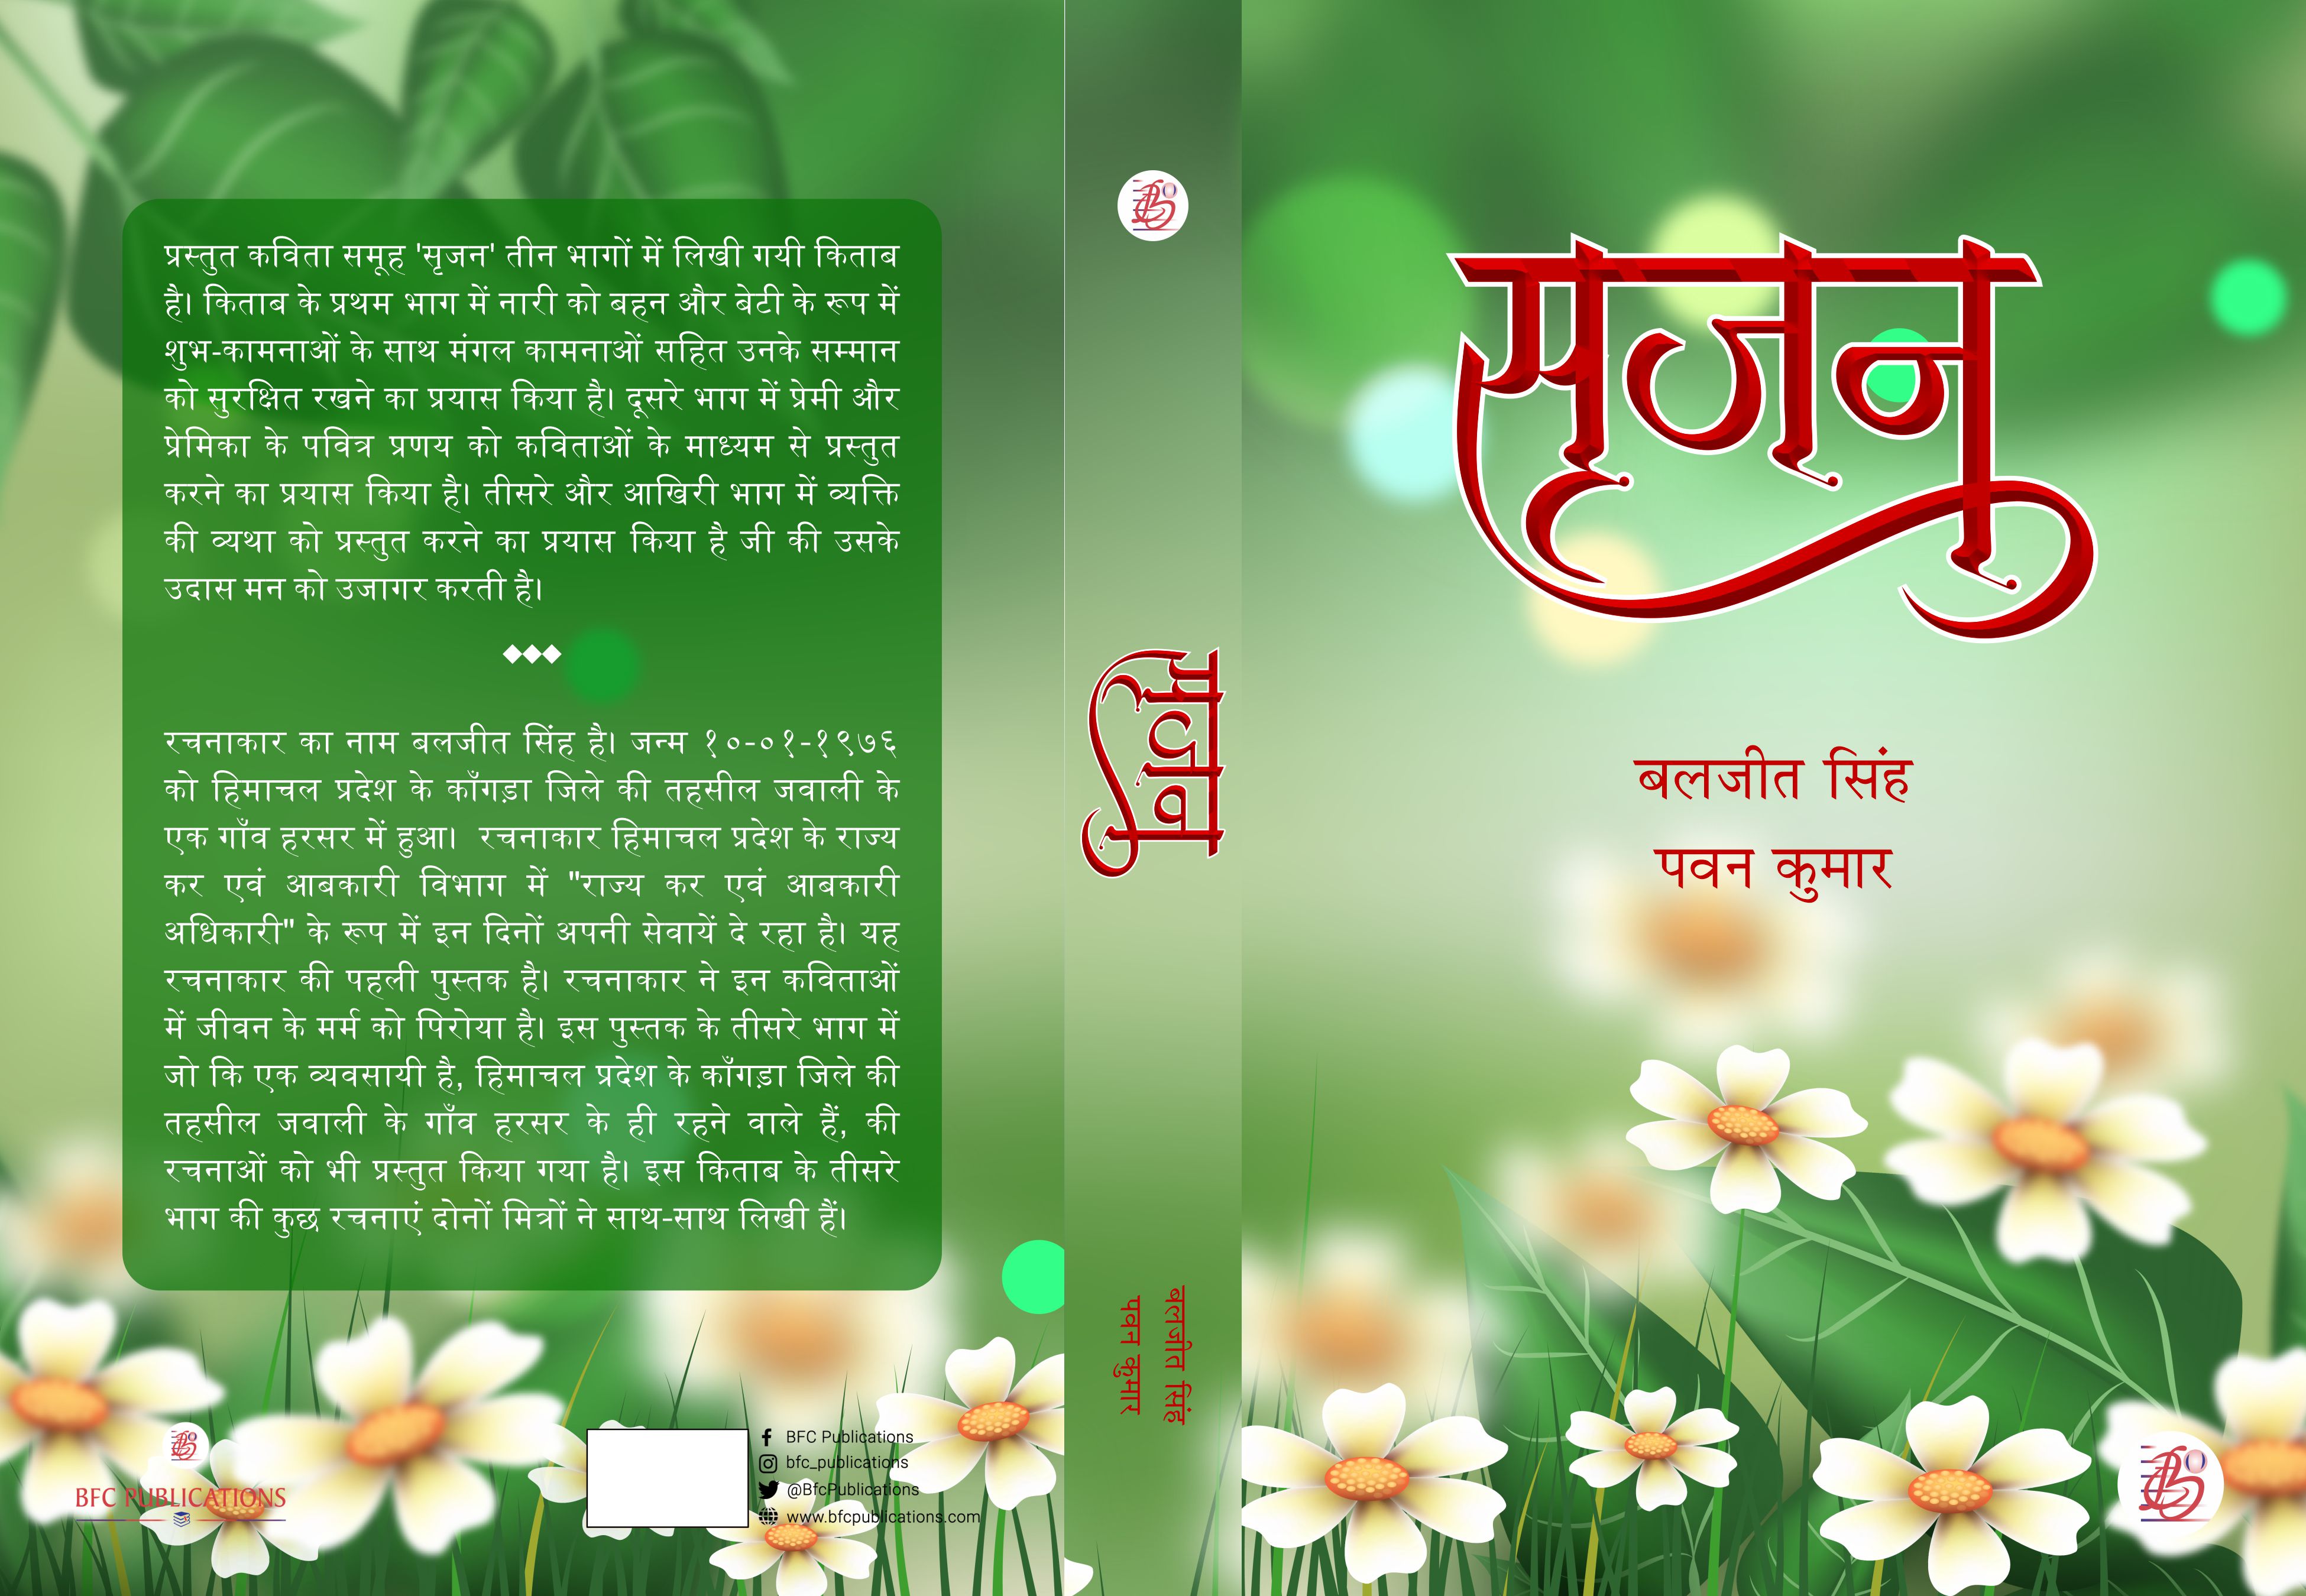 प्रस्तुत कविता समूह 'सृजन' तीन भागों में लिखी गयी किताब
है। किताब के प्रथम भाग में नारी को बहन और बेटी के रूप में
शुभ-कामनाओं के साथ मंगल कामनाओं सहित उनके सम्मान
को सुरक्षित रखने का प्रयास किया है। दूसरे भाग में प्रेमी और
प्रेमिका के पवित्र प्रणय को कविताओं के माध्यम से प्रस्तुत
करने का प्रयास किया है। तीसरे और आखिरी भाग में व्यक्ति
की व्यथा को प्रस्तुत करने का प्रयास किया है जी की उसके
उदास मन को उजागर करती है।
रचनाकार का नाम बलजीत सिंह है। जन्म १०-०१-१९७६
को हिमाचल प्रदेश के काँगड़ा जिले की तहसील जवाली के
एक गाँव हरसर में हुआ। रचनाकार हिमाचल प्रदेश के राज्य
कर एवं आबकारी विभाग में "राज्य कर एवं आबकारी
अधिकारी" के रूप में इन दिनों अपनी सेवायें दे रहा है। यह
रचनाकार की पहली पुस्तक है। रचनाकार ने इन कविताओं
में जीवन के मर्म को पिरोया है। इस पुस्तक के तीसरे भाग में
जो कि एक व्यवसायी है, हिमाचल प्रदेश के काँगड़ा जिले की
तहसील जवाली के गाँव हरसर के ही रहने वाले हैं, की
रचनाओं को भी प्रस्तुत किया गया है। इस किताब के तीसरे
भाग की कुछ रचनाएं दोनों मित्रों ने साथ-साथ लिखी हैं।
BFC PUBLICATIONS
BFC Publications
bfc_publications
@BfcPublications
www.bfcpublications.com
सृजन
बलजीत सिंह
पवन कुमार
सृजन
बलजीत सिंह
पवन कुमार